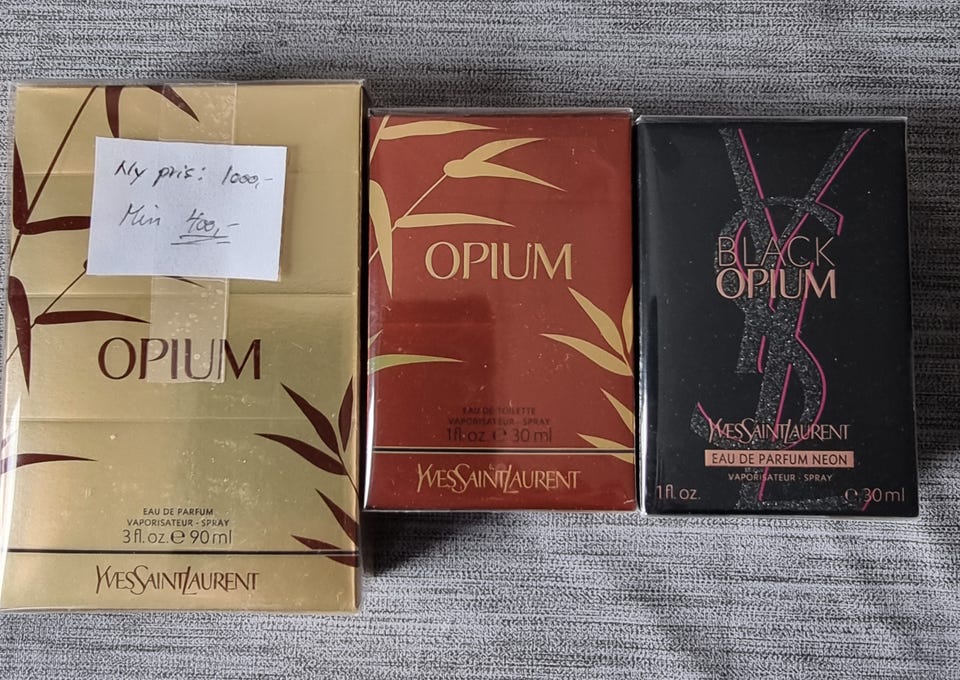 Ny pris: 1000,-
Min 400,-
OPIUM
EAU DE PARFUM
VAPORISATEUR - SPRAY
3 fl. oz. e 90 ml
YVESSAINTLAURENT
OPIUM
EAU DE TOILETTE
VAPORISATEUR - SPRAY
1 fl. oz. e 30 ml
YVESSAINTLAURENT
YSL
BLACK
OPIUM
YVESSAINTLAURENT
EAU DE PARFUM NEON
VAPORISATEUR - SPRAY
1 fl. oz. e 30 ml